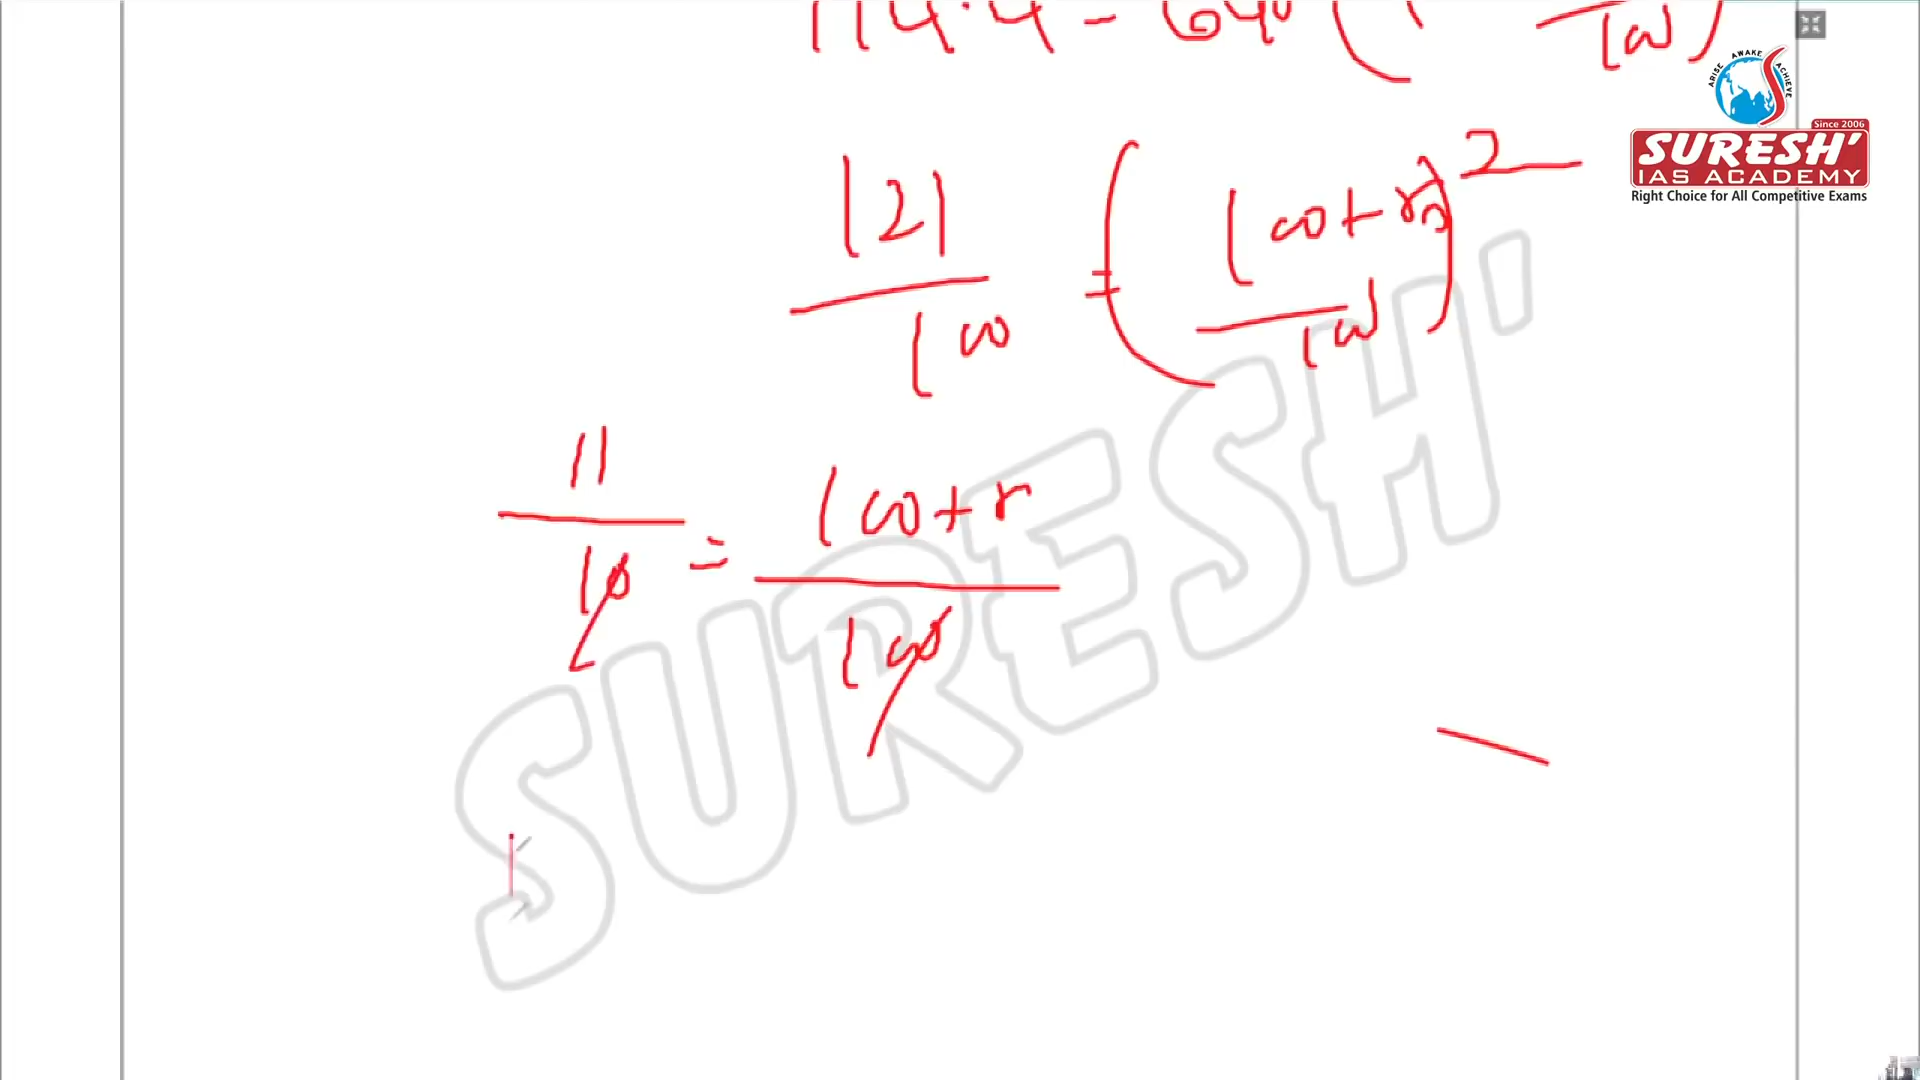 ARISE AWAKE ACHIEVE
Since 2006
SURESH'
IAS ACADEMY
Right Choice for All Competitive Exams
121/100 = (100+r/100)^2
11/10 = 100+r/100
SURESH'